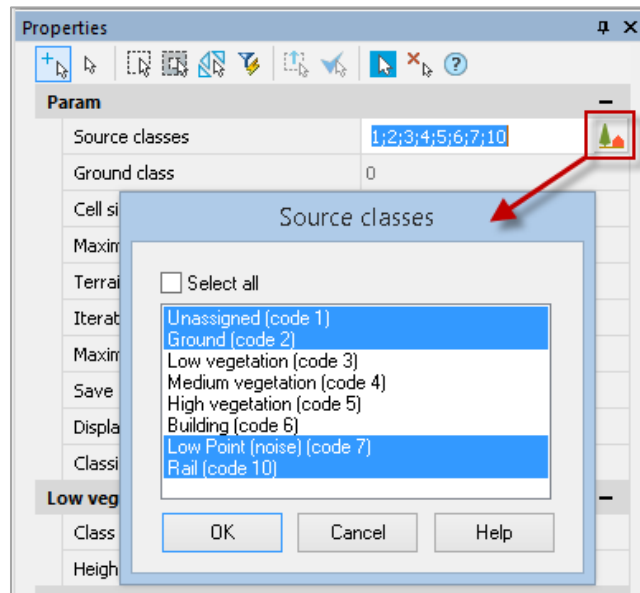 Properties
Param
Source classes 1;2;3;4;5;6;7;10
Ground class 0
Cell si
Source classes
Maxim
Terrai
Select all
Iterat
Unassigned (code 1)
Ground (code 2)
Maxim
Low vegetation (code 3)
Medium vegetation (code 4)
Save
High vegetation (code 5)
Building (code 6)
Displa
Low Point (noise) (code 7)
Classi
Rail (code 10)
Low veg
Class
OK Cancel Help
Heigh